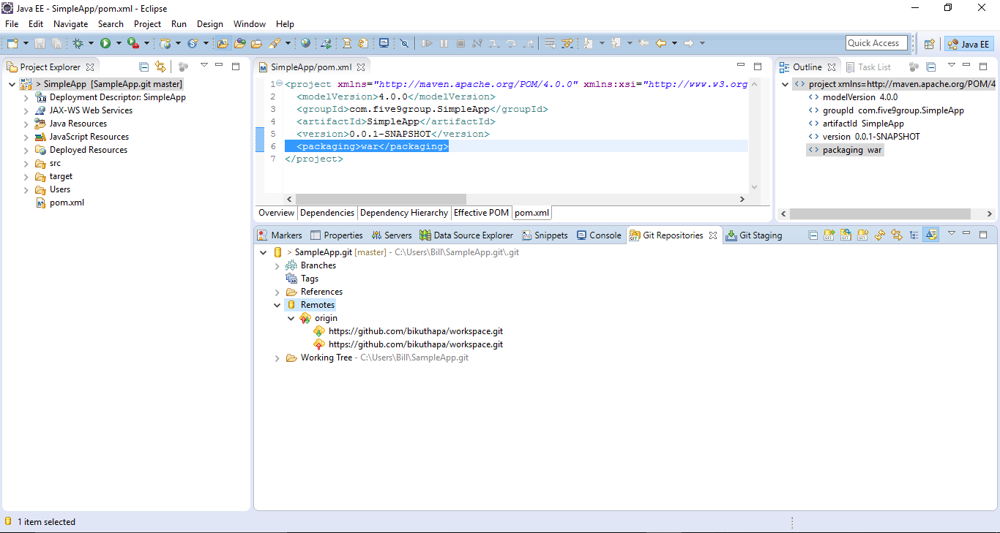 Java EE - SimpleApp/pom.xml - Eclipse
File Edit Navigate Search Project Run Design Window Help
Quick Access
Java EE
Project Explorer
> SimpleApp [SampleApp.git master]
Deployment Descriptor: SimpleApp
JAX-WS Web Services
Java Resources
JavaScript Resources
Deployed Resources
src
target
Users
pom.xml
SimpleApp/pom.xml
1 <project xmlns="http://maven.apache.org/POM/4.0.0" xmlns:xsi="http://www.w3.org
2 <modelVersion>4.0.0</modelVersion>
3 <groupId>com.five9group.SimpleApp</groupId>
4 <artifactId>SimpleApp</artifactId>
5 <version>0.0.1-SNAPSHOT</version>
6 <packaging>war</packaging>
7 </project>
Overview Dependencies Dependency Hierarchy Effective POM pom.xml
Outline Task List
<> project xmlns=http://maven.apache.org/POM/4
<> modelVersion 4.0.0
<> groupId com.five9group.SimpleApp
<> artifactId SimpleApp
<> version 0.0.1-SNAPSHOT
<> packaging war
Markers Properties Servers Data Source Explorer Snippets Console Git Repositories Git Staging
> SampleApp.git [master] - C:\Users\Bill\SampleApp.git\.git
Branches
Tags
References
Remotes
origin
https://github.com/bikuthapa/workspace.git
https://github.com/bikuthapa/workspace.git
Working Tree - C:\Users\Bill\SampleApp.git
1 item selected